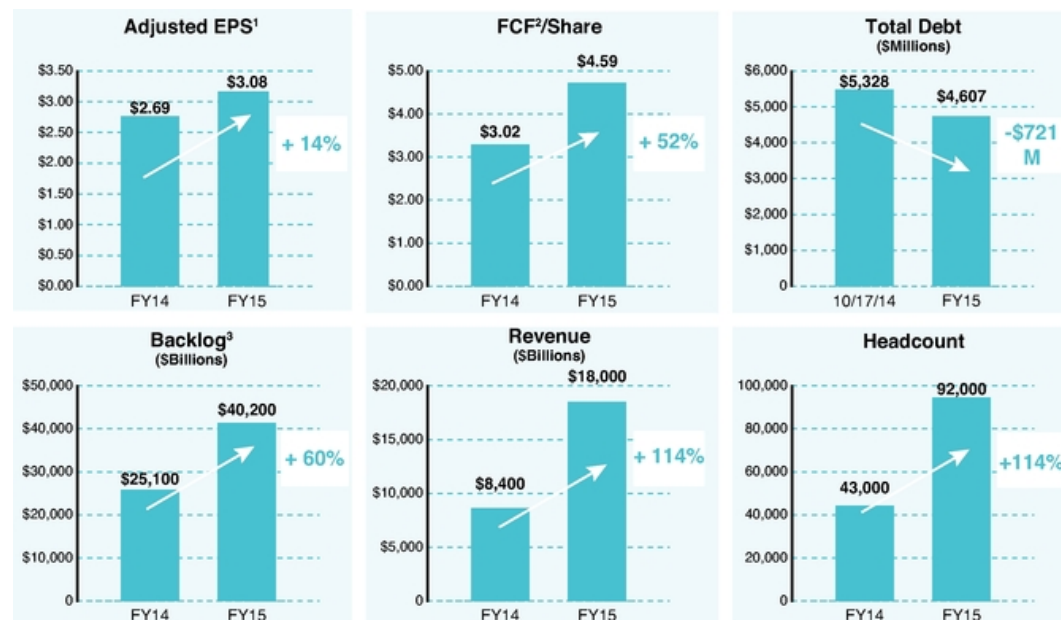 Adjusted EPS¹
$3.50
$3.00
$2.50
$2.00
$1.50
$1.00
$0.50
$0.00
$2.69
$3.08
+ 14%
FY14
FY15
FCF²/Share
$5.00
$4.00
$3.00
$2.00
$1.00
$0.00
$3.02
$4.59
+ 52%
FY14
FY15
Total Debt
($Millions)
$6,000
$5,000
$4,000
$3,000
$2,000
$1,000
0
$5,328
$4,607
-$721
M
10/17/14
FY15
Backlog³
($Billions)
$50,000
$40,000
$30,000
$20,000
$10,000
0
$25,100
$40,200
+ 60%
FY14
FY15
Revenue
($Billions)
$20,000
$15,000
$10,000
$5,000
0
$8,400
$18,000
+ 114%
FY14
FY15
Headcount
100,000
80,000
60,000
40,000
20,000
0
43,000
92,000
+114%
FY14
FY15